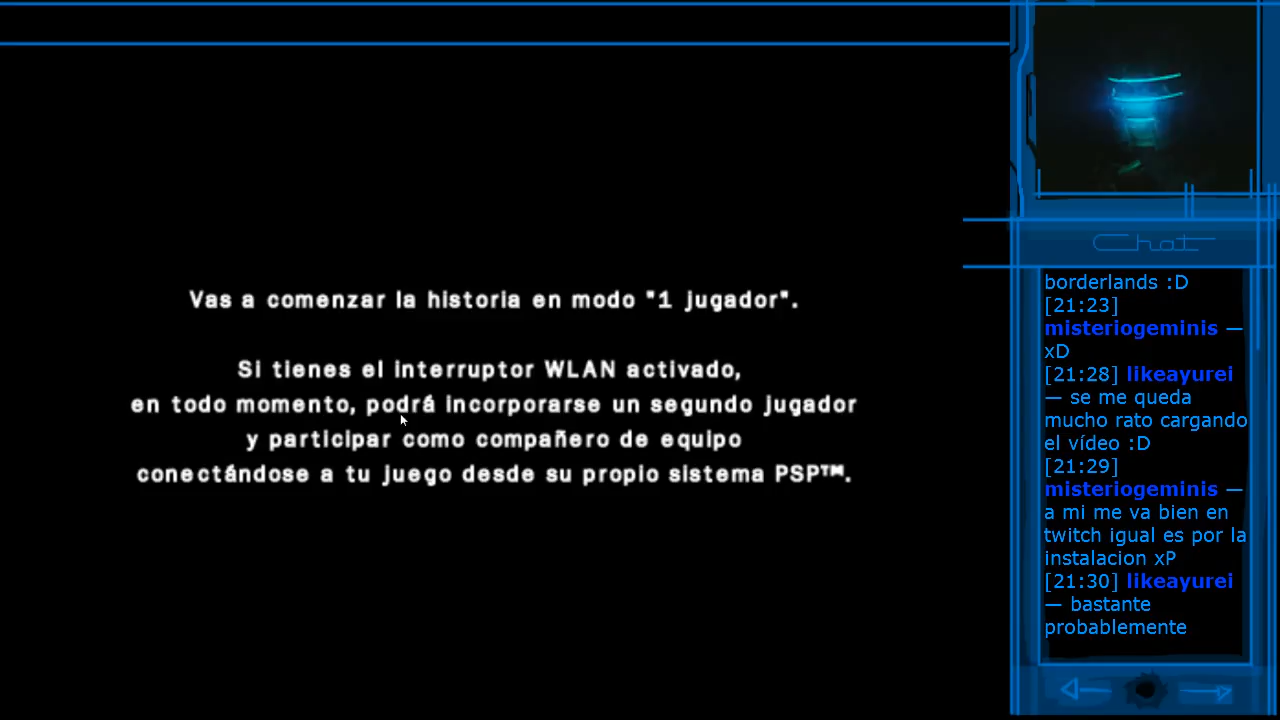 Vas a comenzar la historia en modo "1 jugador".
Si tienes el interruptor WLAN activado,
en todo momento, podrá incorporarse un segundo jugador
y participar como compañero de equipo
conectándose a tu juego desde su propio sistema PSP™.
Chat
borderlands :D
[21:23]
misteriogeminis —
xD
[21:28] likeayurei
— se me queda
mucho rato cargando
el vídeo :D
[21:29]
misteriogeminis —
a mi me va bien en
twitch igual es por la
instalacion xP
[21:30] likeayurei
— bastante
probablemente